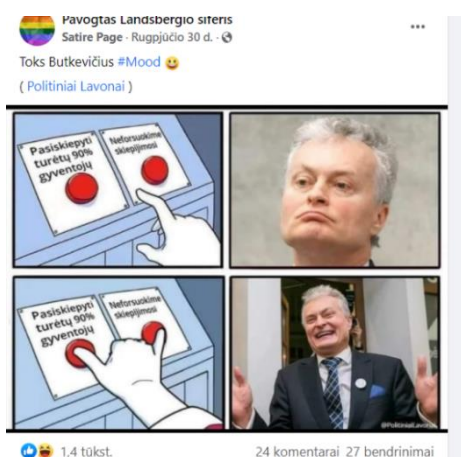 Pavogtas Landsbergio šiferis
Satire Page · Rugpjūčio 30 d. ·
Toks Butkevičius #Mood 😃
( Politiniai Lavonai )
Pasiskiepyti
turėtų 90%
gyventojų
Neforsuokime
skiepijimosi
Pasiskiepyti
turėtų 90%
gyventojų
Neforsuokime
skiepijimosi
@PolitiniaiLavonai
1,4 tūkst.
24 komentarai 27 bendrinimai